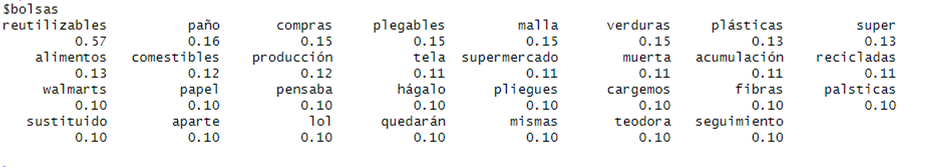 $bolsas
reutilizables paño compras plegables malla verduras plásticas super
0.57 0.16 0.15 0.15 0.15 0.15 0.13 0.13
alimentos comestibles producción tela supermercado muerta acumulación recicladas
0.13 0.12 0.12 0.11 0.11 0.11 0.11 0.11
walmarts papel pensaba hágalo pliegues cargemos fibras palsticas
0.10 0.10 0.10 0.10 0.10 0.10 0.10 0.10
sustituido aparte lol quedarán mismas teodora seguimiento
0.10 0.10 0.10 0.10 0.10 0.10 0.10